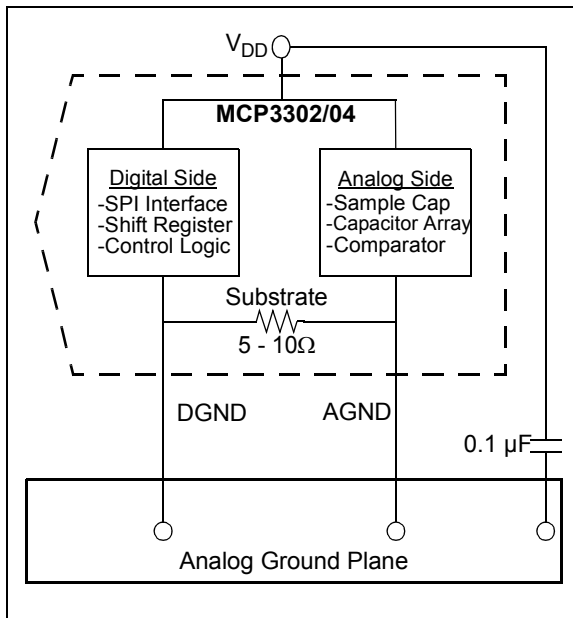 VDD
MCP3302/04
Digital Side
-SPI Interface
-Shift Register
-Control Logic
Analog Side
-Sample Cap
-Capacitor Array
-Comparator
Substrate
5 - 10Ω
DGND
AGND
0.1 µF
Analog Ground Plane